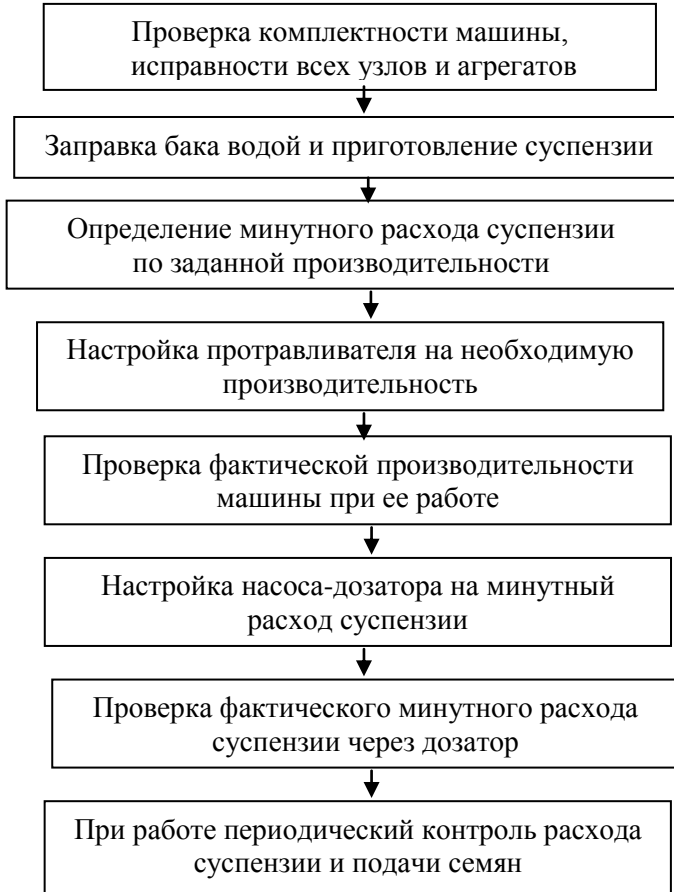 Проверка комплектности машины,
исправности всех узлов и агрегатов
Заправка бака водой и приготовление суспензии
Определение минутного расхода суспензии
по заданной производительности
Настройка протравливателя на необходимую
производительность
Проверка фактической производительности
машины при ее работе
Настройка насоса-дозатора на минутный
расход суспензии
Проверка фактического минутного расхода
суспензии через дозатор
При работе периодический контроль расхода
суспензии и подачи семян